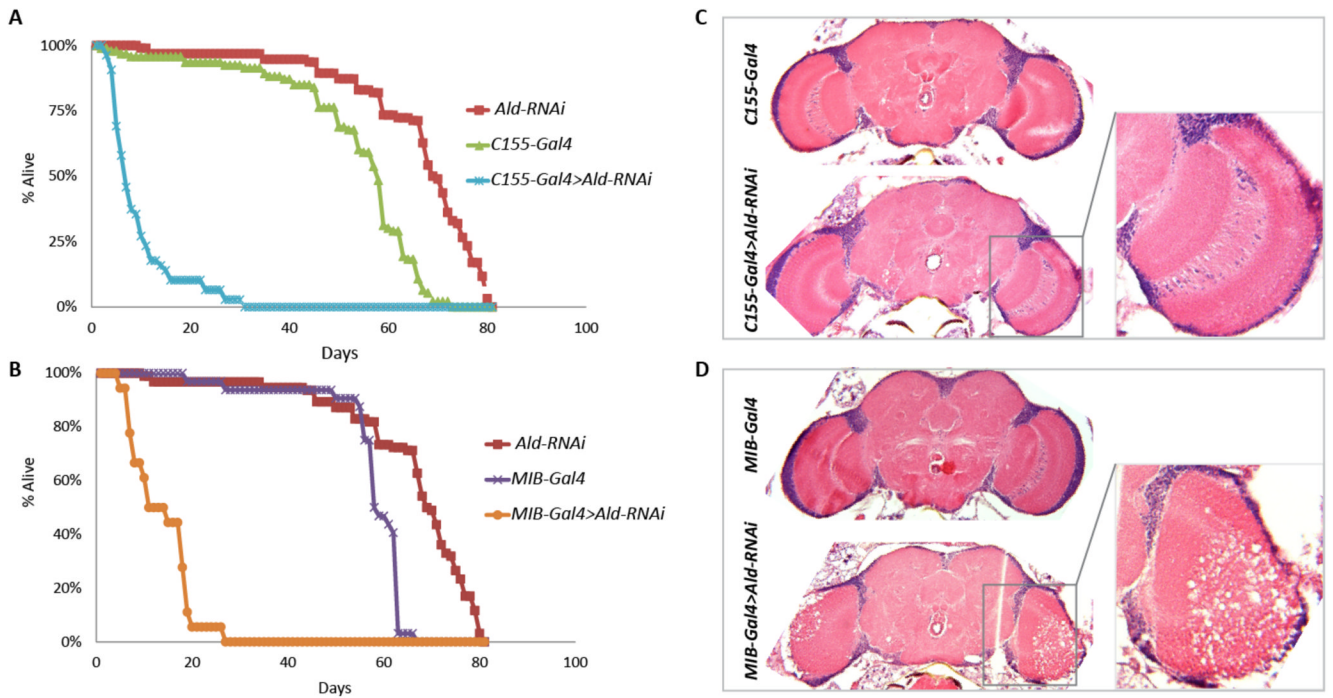 A
100%
75%
50%
25%
0%
% Alive
0
20
40
60
80
100
Days
Ald-RNAi
C155-Gal4
C155-Gal4>Ald-RNAi
B
100%
80%
60%
40%
20%
0%
% Alive
0
20
40
60
80
100
Days
Ald-RNAi
MIB-Gal4
MIB-Gal4>Ald-RNAi
C
C155-Gal4
C155-Gal4>Ald-RNAi
D
MIB-Gal4
MIB-Gal4>Ald-RNAi